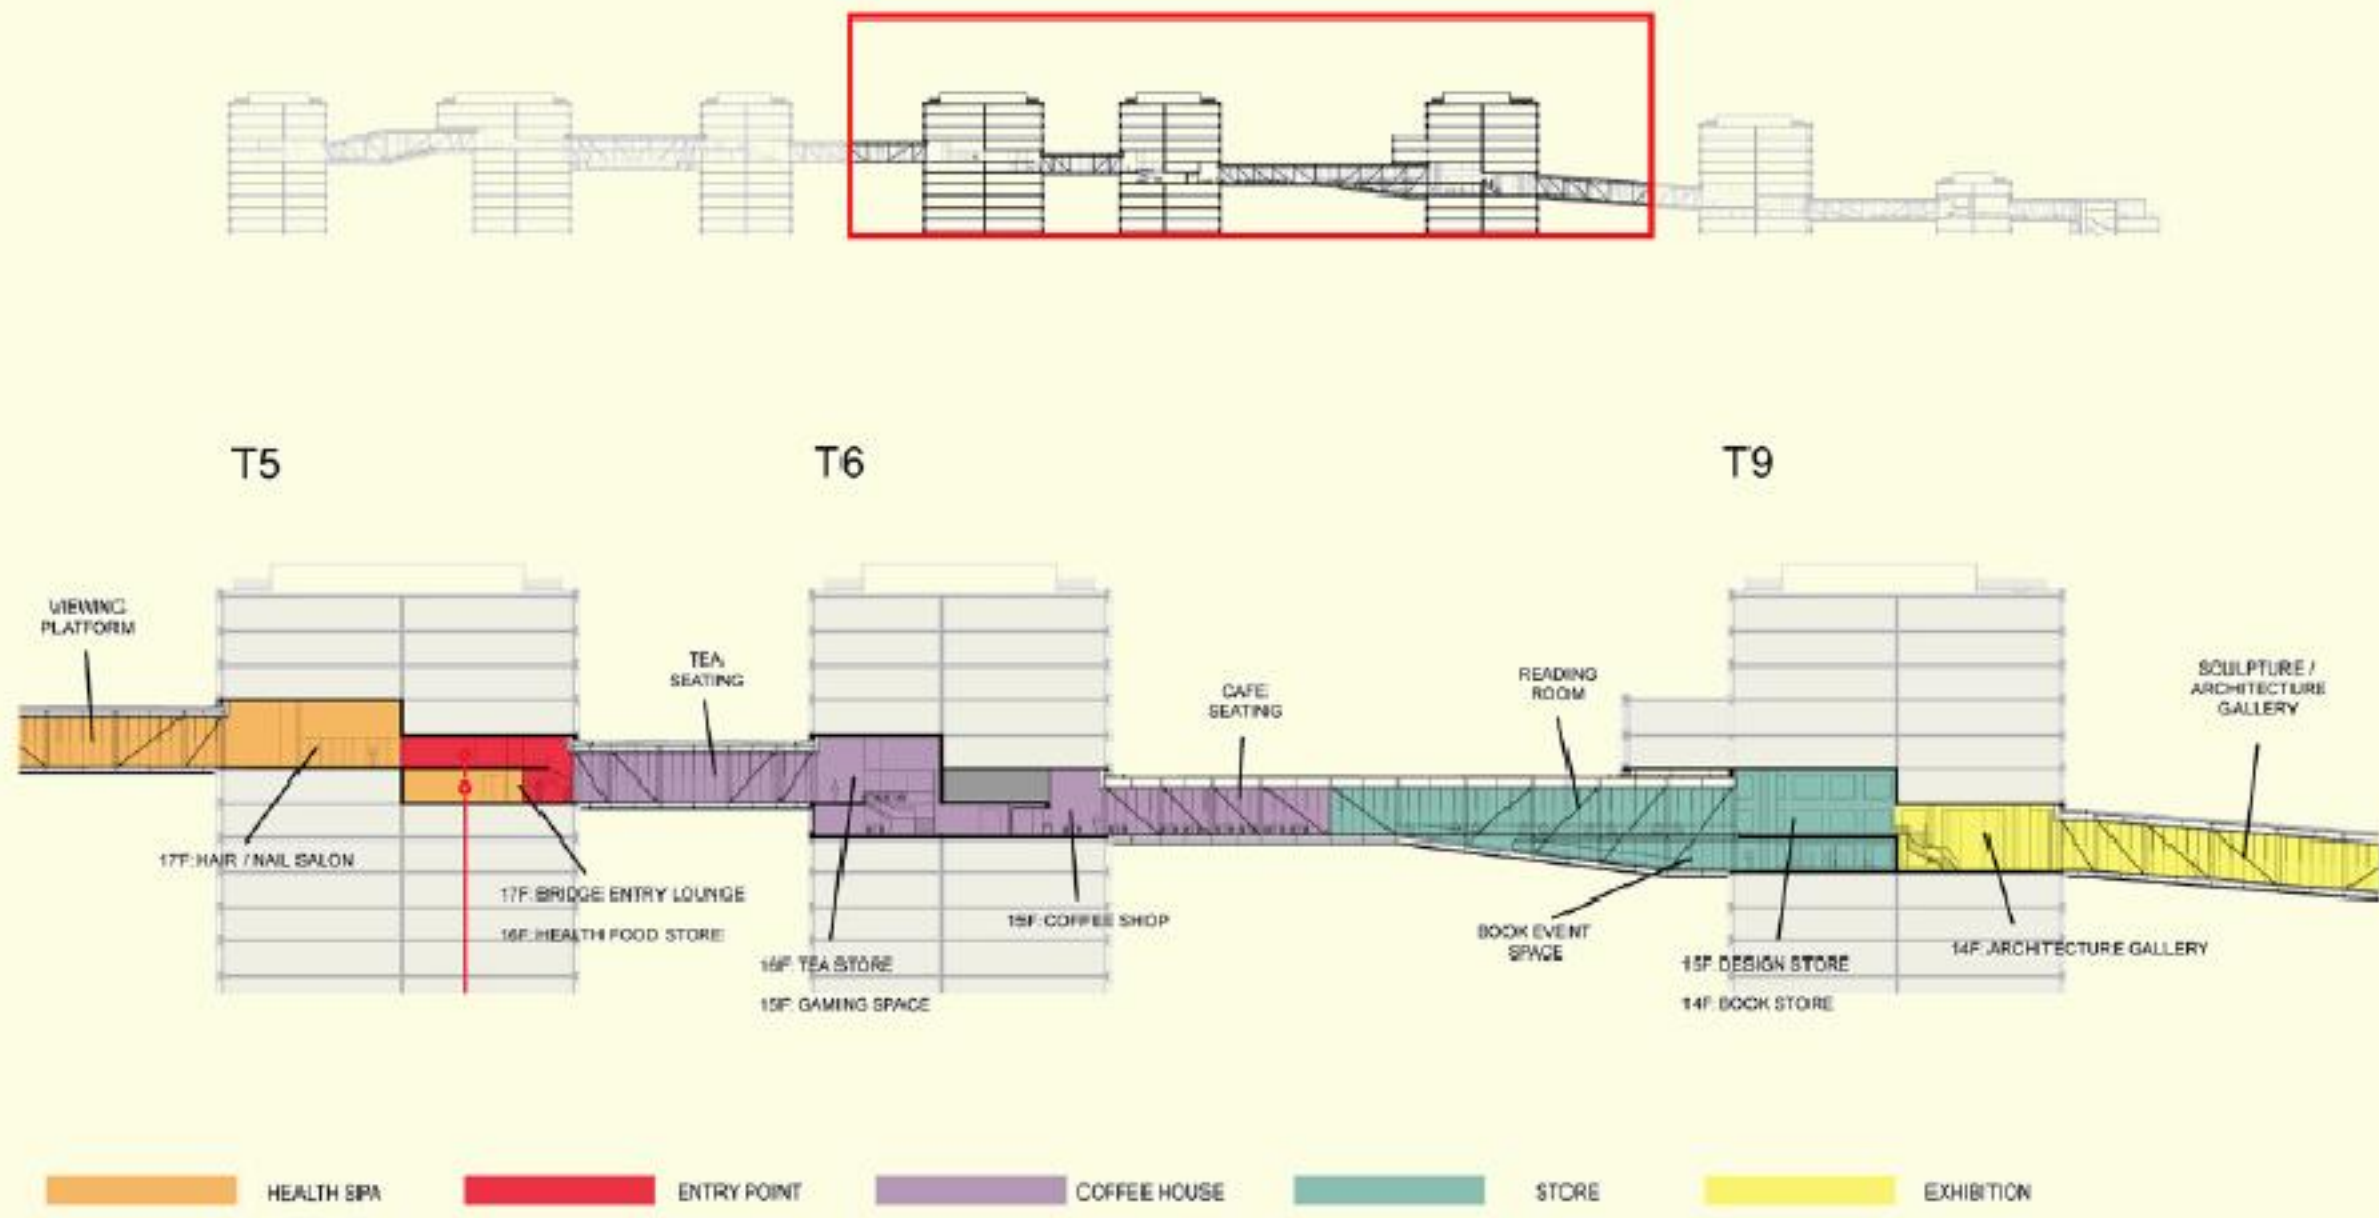 T5
T6
T9
VIEWING
PLATFORM
TEA
SEATING
CAFE
SEATING
READING
ROOM
SCULPTURE /
ARCHITECTURE
GALLERY
17F: HAIR / NAIL SALON
17F: BRIDGE ENTRY LOUNGE
16F: HEALTH FOOD STORE
16F: TEA STORE
15F: GAMING SPACE
15F: COFFEE SHOP
BOOK EVENT
SPACE
15F: DESIGN STORE
14F: BOOK STORE
14F: ARCHITECTURE GALLERY
HEALTH SPA
ENTRY POINT
COFFEE HOUSE
STORE
EXHIBITION